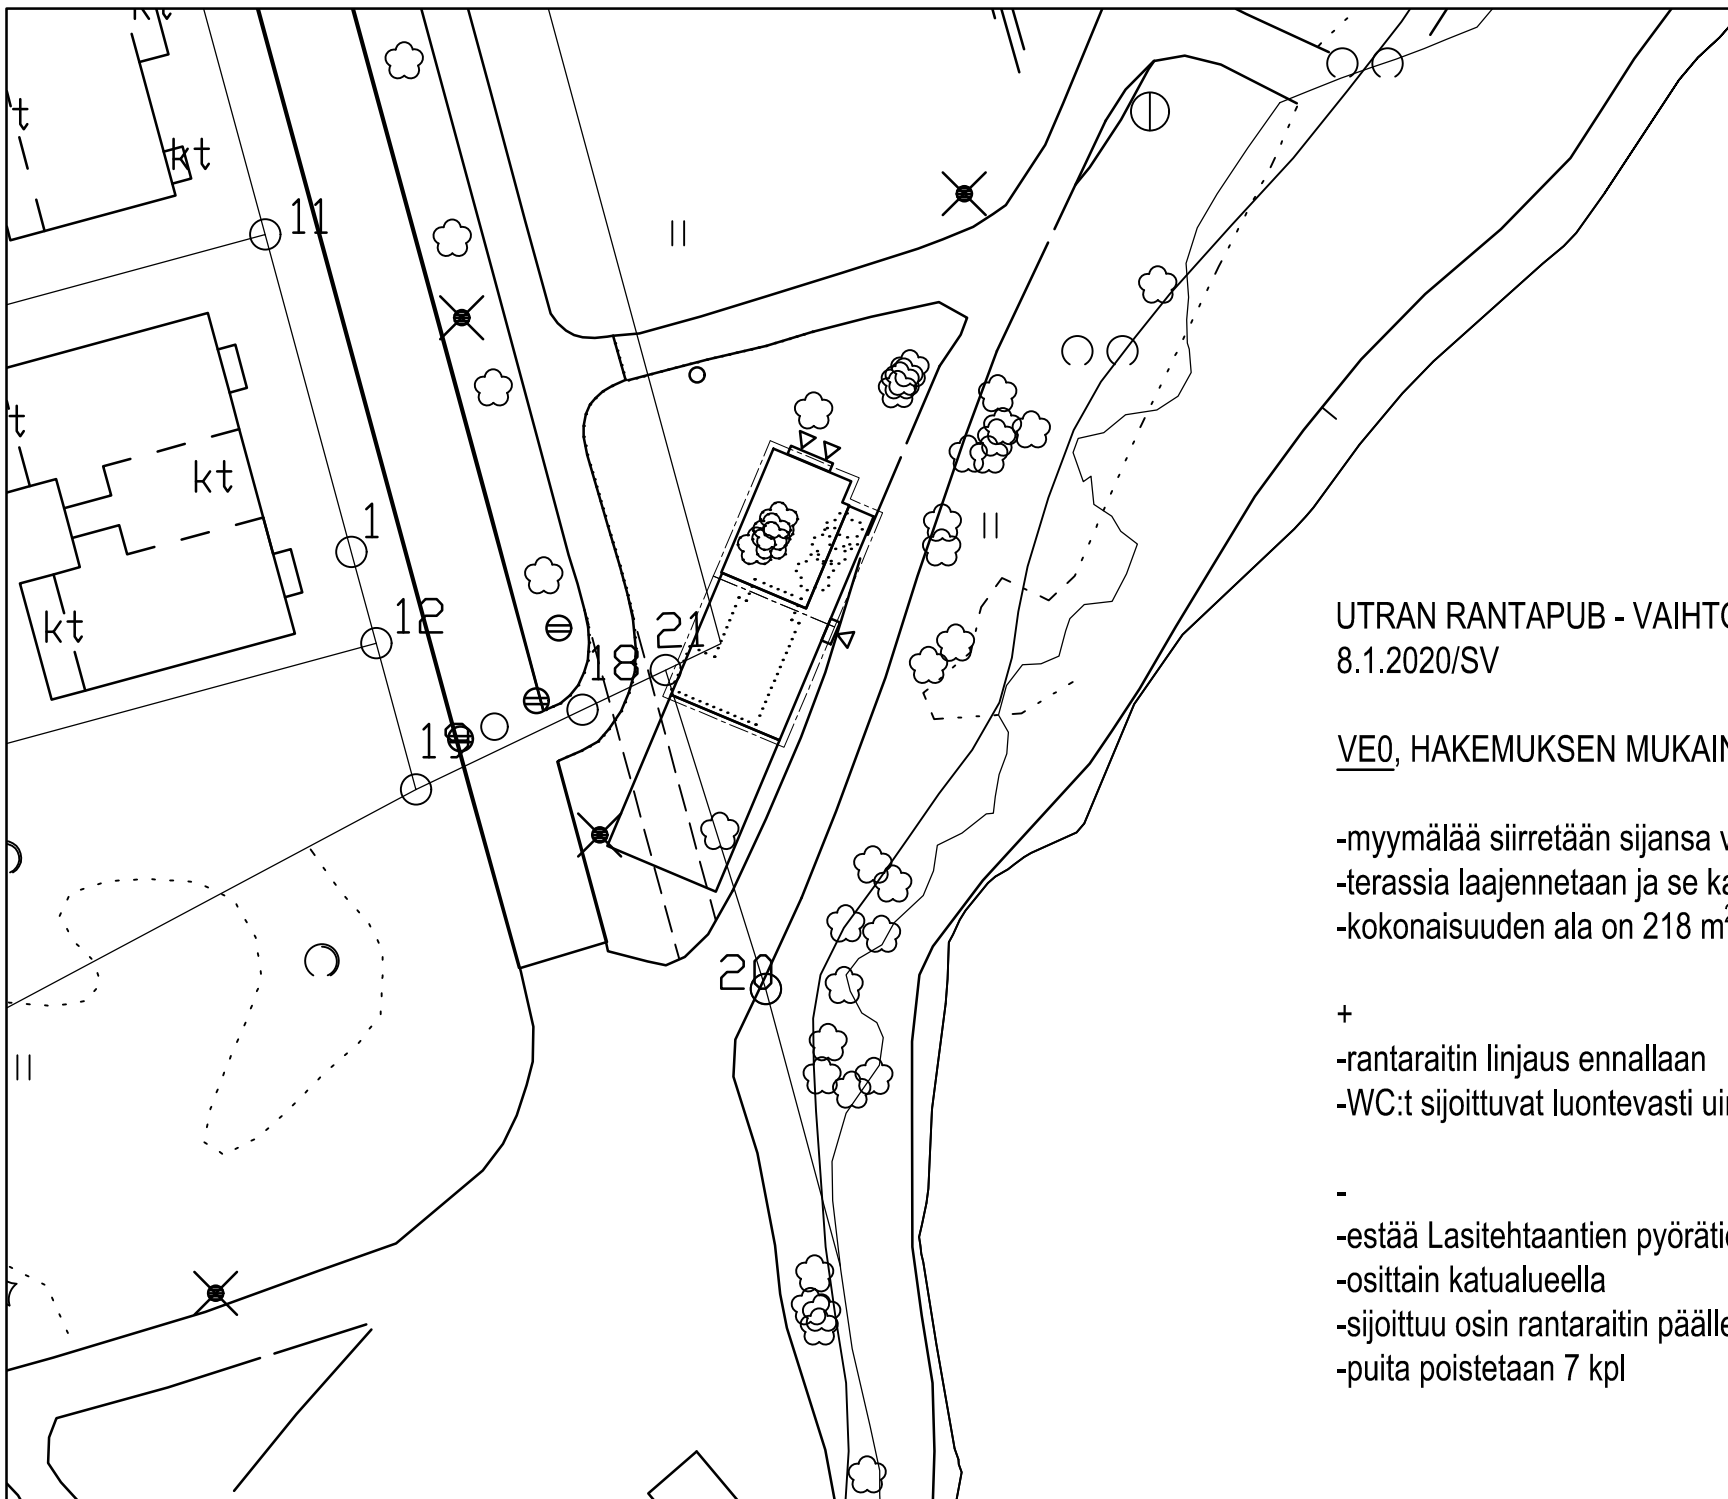 kt
t
kt
11
t
kt
1
12
kt
21
18
19
20
UTRAN RANTAPUB - VAIHTO
8.1.2020/SV
VE0, HAKEMUKSEN MUKAIN
-myymälää siirretään sijansa v
-terassia laajennetaan ja se ka
-kokonaisuuden ala on 218 m²
+
-rantaraitin linjaus ennallaan
-WC:t sijoittuvat luontevasti uin
-
-estää Lasitehtaantien pyörätie
-osittain katualueella
-sijoittuu osin rantaraitin päälle
-puita poistetaan 7 kpl